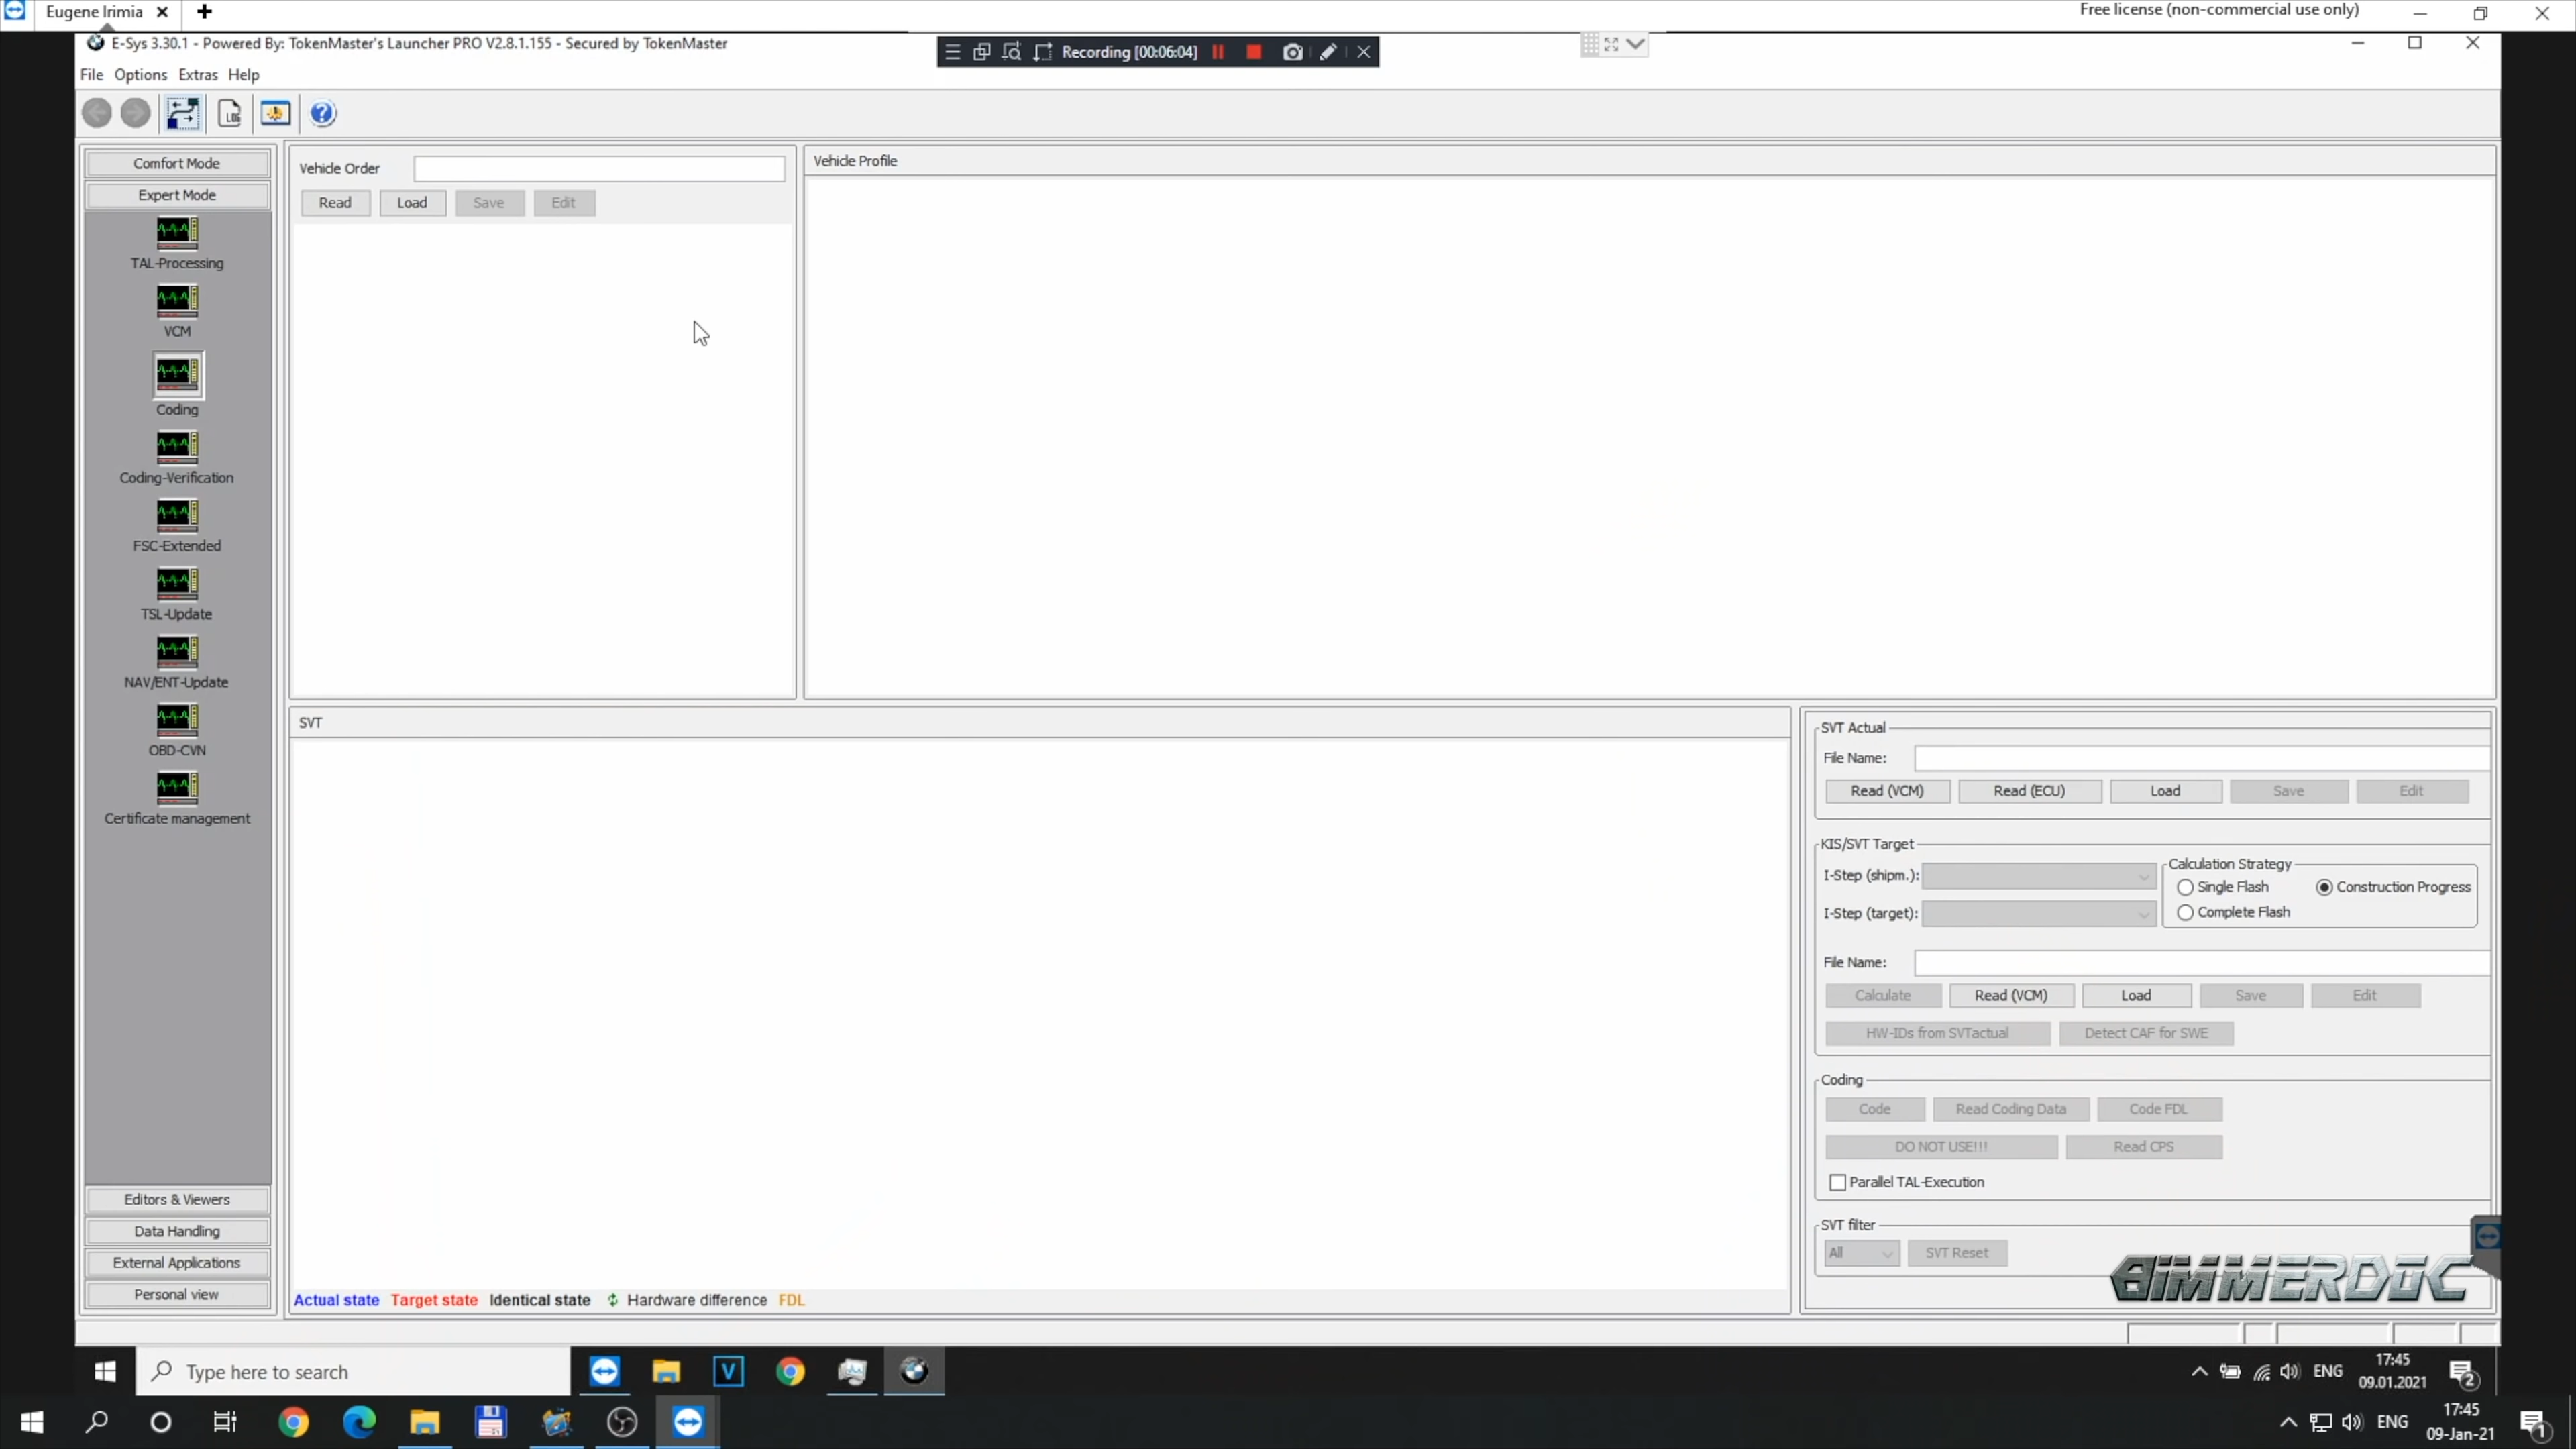 Eugene Irimia
Free license (non-commercial use only)
E-Sys 3.30.1 - Powered By: TokenMaster's Launcher PRO V2.8.1.155 - Secured by TokenMaster
Recording [00:06:04]
File Options Extras Help
LOG
Comfort Mode
Expert Mode
TAL-Processing
VCM
Coding
Coding-Verification
FSC-Extended
TSL-Update
NAV/ENT-Update
OBD-CVN
Certificate management
Editors & Viewers
Data Handling
External Applications
Personal view
Vehicle Order
Read Load Save Edit
Vehicle Profile
SVT
Actual state Target state Identical state Hardware difference FDL
SVT Actual
File Name:
Read (VCM) Read (ECU) Load Save Edit
KIS/SVT Target
I-Step (shipm.):
I-Step (target):
Calculation Strategy
Single Flash Construction Progress
Complete Flash
File Name:
Calculate Read (VCM) Load Save Edit
HW-IDs from SVTactual Detect CAF for SWE
Coding
Code Read Coding Data Code FDL
DO NOT USE!!! Read CPS
Parallel TAL-Execution
SVT filter
All SVT Reset
BIMMERDOC
Type here to search
V
ENG
17:45
09.01.2021
2
ENG
17:45
09-Jan-21
1